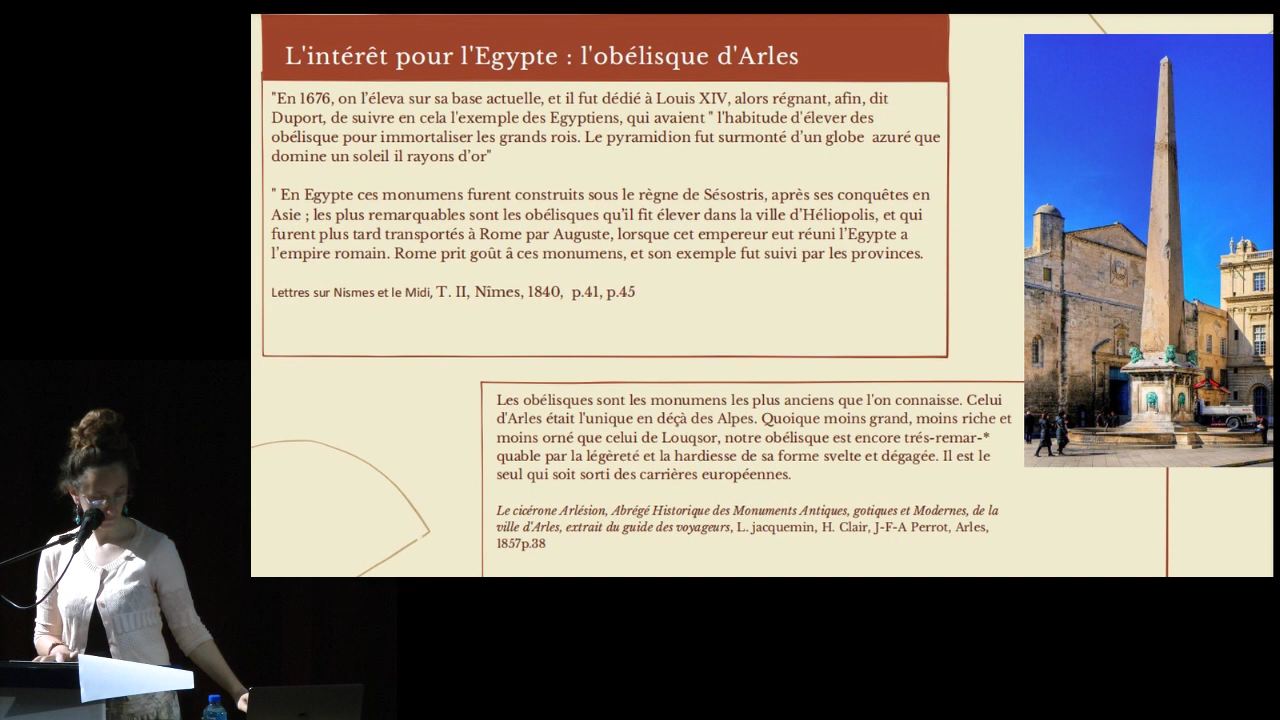 L'intérêt pour l'Egypte : l'obélisque d'Arles
"En 1676, on l'éleva sur sa base actuelle, et il fut dédié à Louis XIV, alors régnant, afin, dit
Duport, de suivre en cela l'exemple des Egyptiens, qui avaient " l'habitude d'élever des
obélisque pour immortaliser les grands rois. Le pyramidion fut surmonté d'un globe azuré que
domine un soleil il rayons d'or"
" En Egypte ces monumens furent construits sous le règne de Sésostris, après ses conquêtes en
Asie ; les plus remarquables sont les obélisques qu'il fit élever dans la ville d'Héliopolis, et qui
furent plus tard transportés à Rome par Auguste, lorsque cet empereur eut réuni l'Egypte a
l'empire romain. Rome prit goût â ces monumens, et son exemple fut suivi par les provinces.
Lettres sur Nismes et le Midi, T. II, Nîmes, 1840, p.41, p.45
Les obélisques sont les monumens les plus anciens que l'on connaisse. Celui
d'Arles était l'unique en déçà des Alpes. Quoique moins grand, moins riche et
moins orné que celui de Louqsor, notre obélisque est encore trés-remar-*
quable par la légèreté et la hardiesse de sa forme svelte et dégagée. Il est le
seul qui soit sorti des carrières européennes.
Le cicérone Arlésion, Abrégé Historique des Monuments Antiques, gotiques et Modernes, de la
ville d'Arles, extrait du guide des voyageurs, L. jacquemin, H. Clair, J-F-A Perrot, Arles,
1857p.38